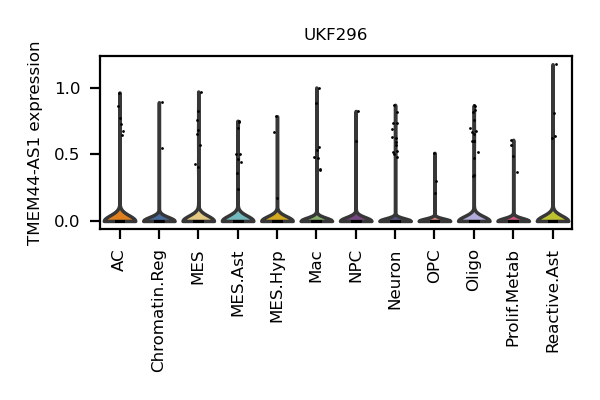 UKF296
TMEM44-AS1 expression
1.0
0.5
0.0
AC
Chromatin.Reg
MES
MES.Ast
MES.Hyp
Mac
NPC
Neuron
OPC
Oligo
Prolif.Metab
Reactive.Ast